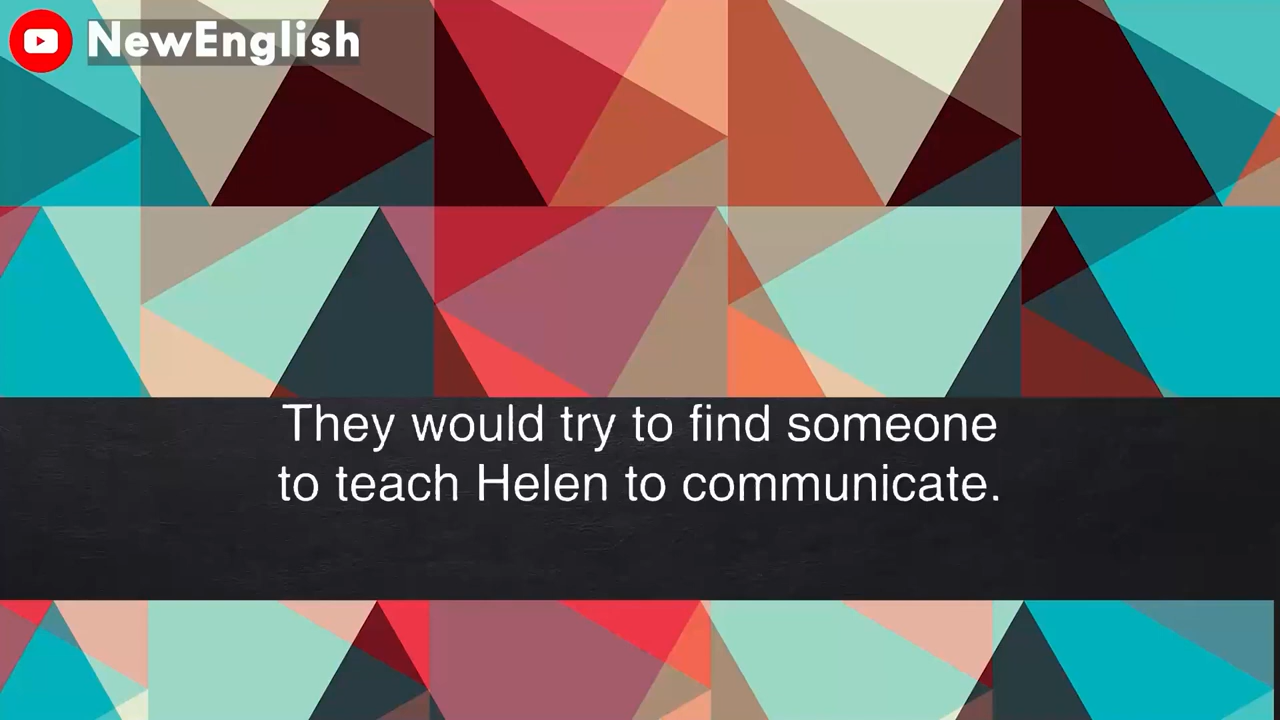 NewEnglish
They would try to find someone
to teach Helen to communicate.